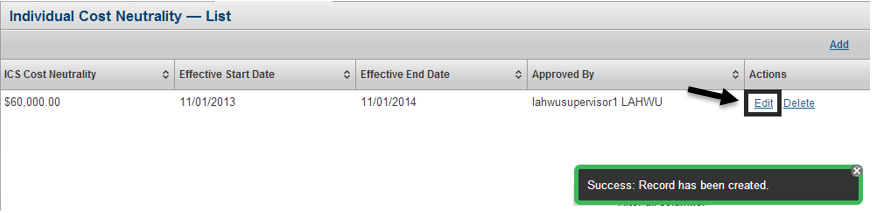 Individual Cost Neutrality — List
Add
ICS Cost Neutrality Effective Start Date Effective End Date Approved By Actions
$60,000.00 11/01/2013 11/01/2014 lahwusupervisor1 LAHWU Edit Delete
Success: Record has been created.